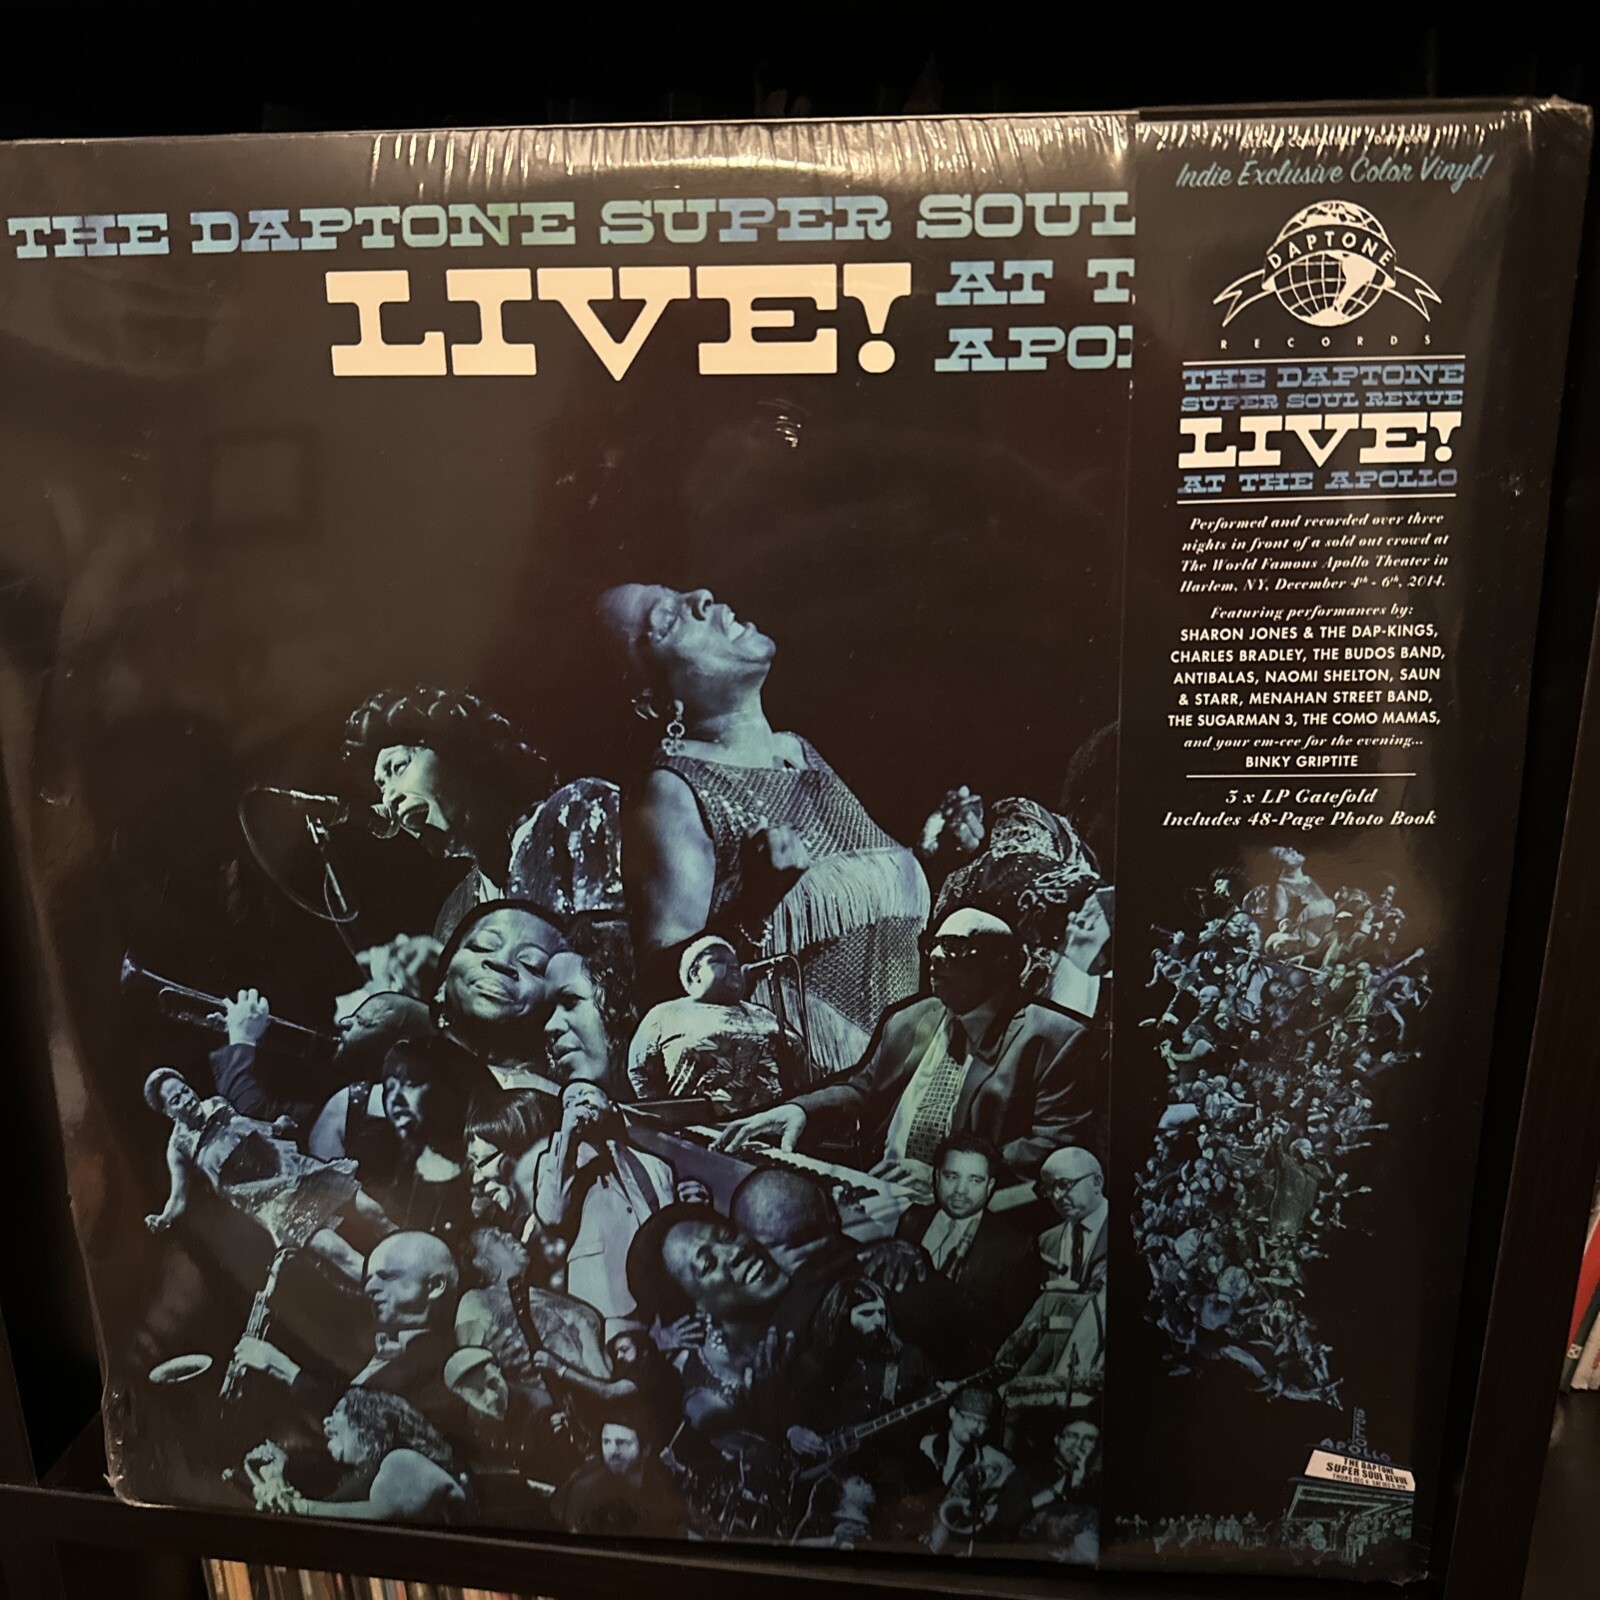 THE DAPTONE SUPER SOUL
LIVE!
AT T
APO
STEREO COMPATIBLE
Indie Exclusive Color Vinyl!
DAPTONE
RECORDS
THE DAPTONE
SUPER SOUL REVUE
LIVE!
AT THE APOLLO
Performed and recorded over three
nights in front of a sold out crowd at
The World Famous Apollo Theater in
Harlem, NY, December 4th - 6th, 2014.
Featuring performances by:
SHARON JONES & THE DAP-KINGS,
CHARLES BRADLEY, THE BUDOS BAND,
ANTIBALAS, NAOMI SHELTON, SAUN
& STARR, MENAHAN STREET BAND,
THE SUGARMAN 3, THE COMO MAMAS,
and your em-cee for the evening...
BINKY GRIPTITE
3 x LP Gatefold
Includes 48-Page Photo Book
APOLLO
APOLLO
THE DAPTONE
SUPER SOUL REVUE